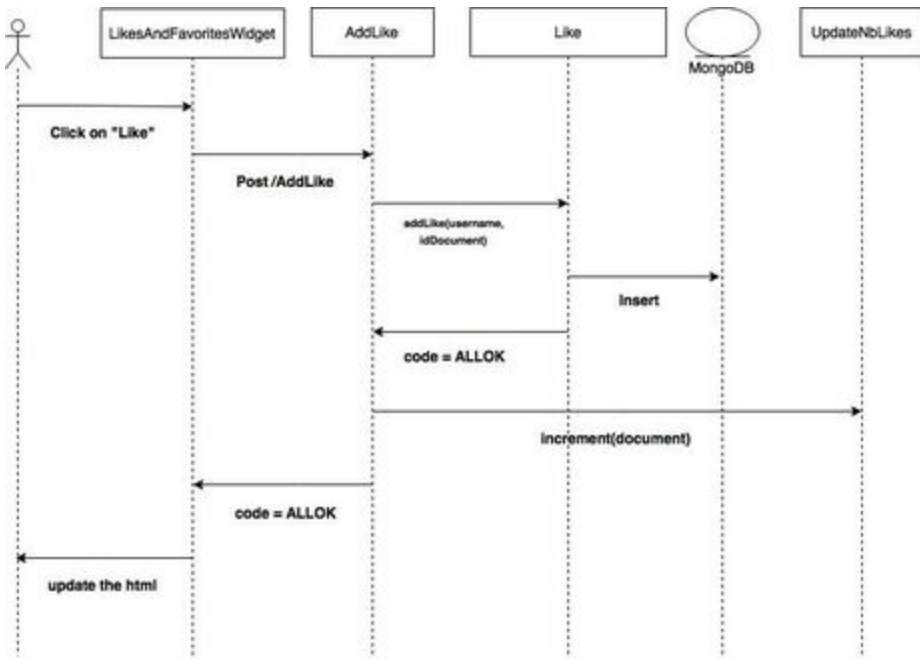 LikesAndFavoritesWidget
AddLike
Like
MongoDB
UpdateNbLikes
Click on "Like"
Post /AddLike
addLike(username,
idDocument)
Insert
code = ALLOK
increment(document)
code = ALLOK
update the html